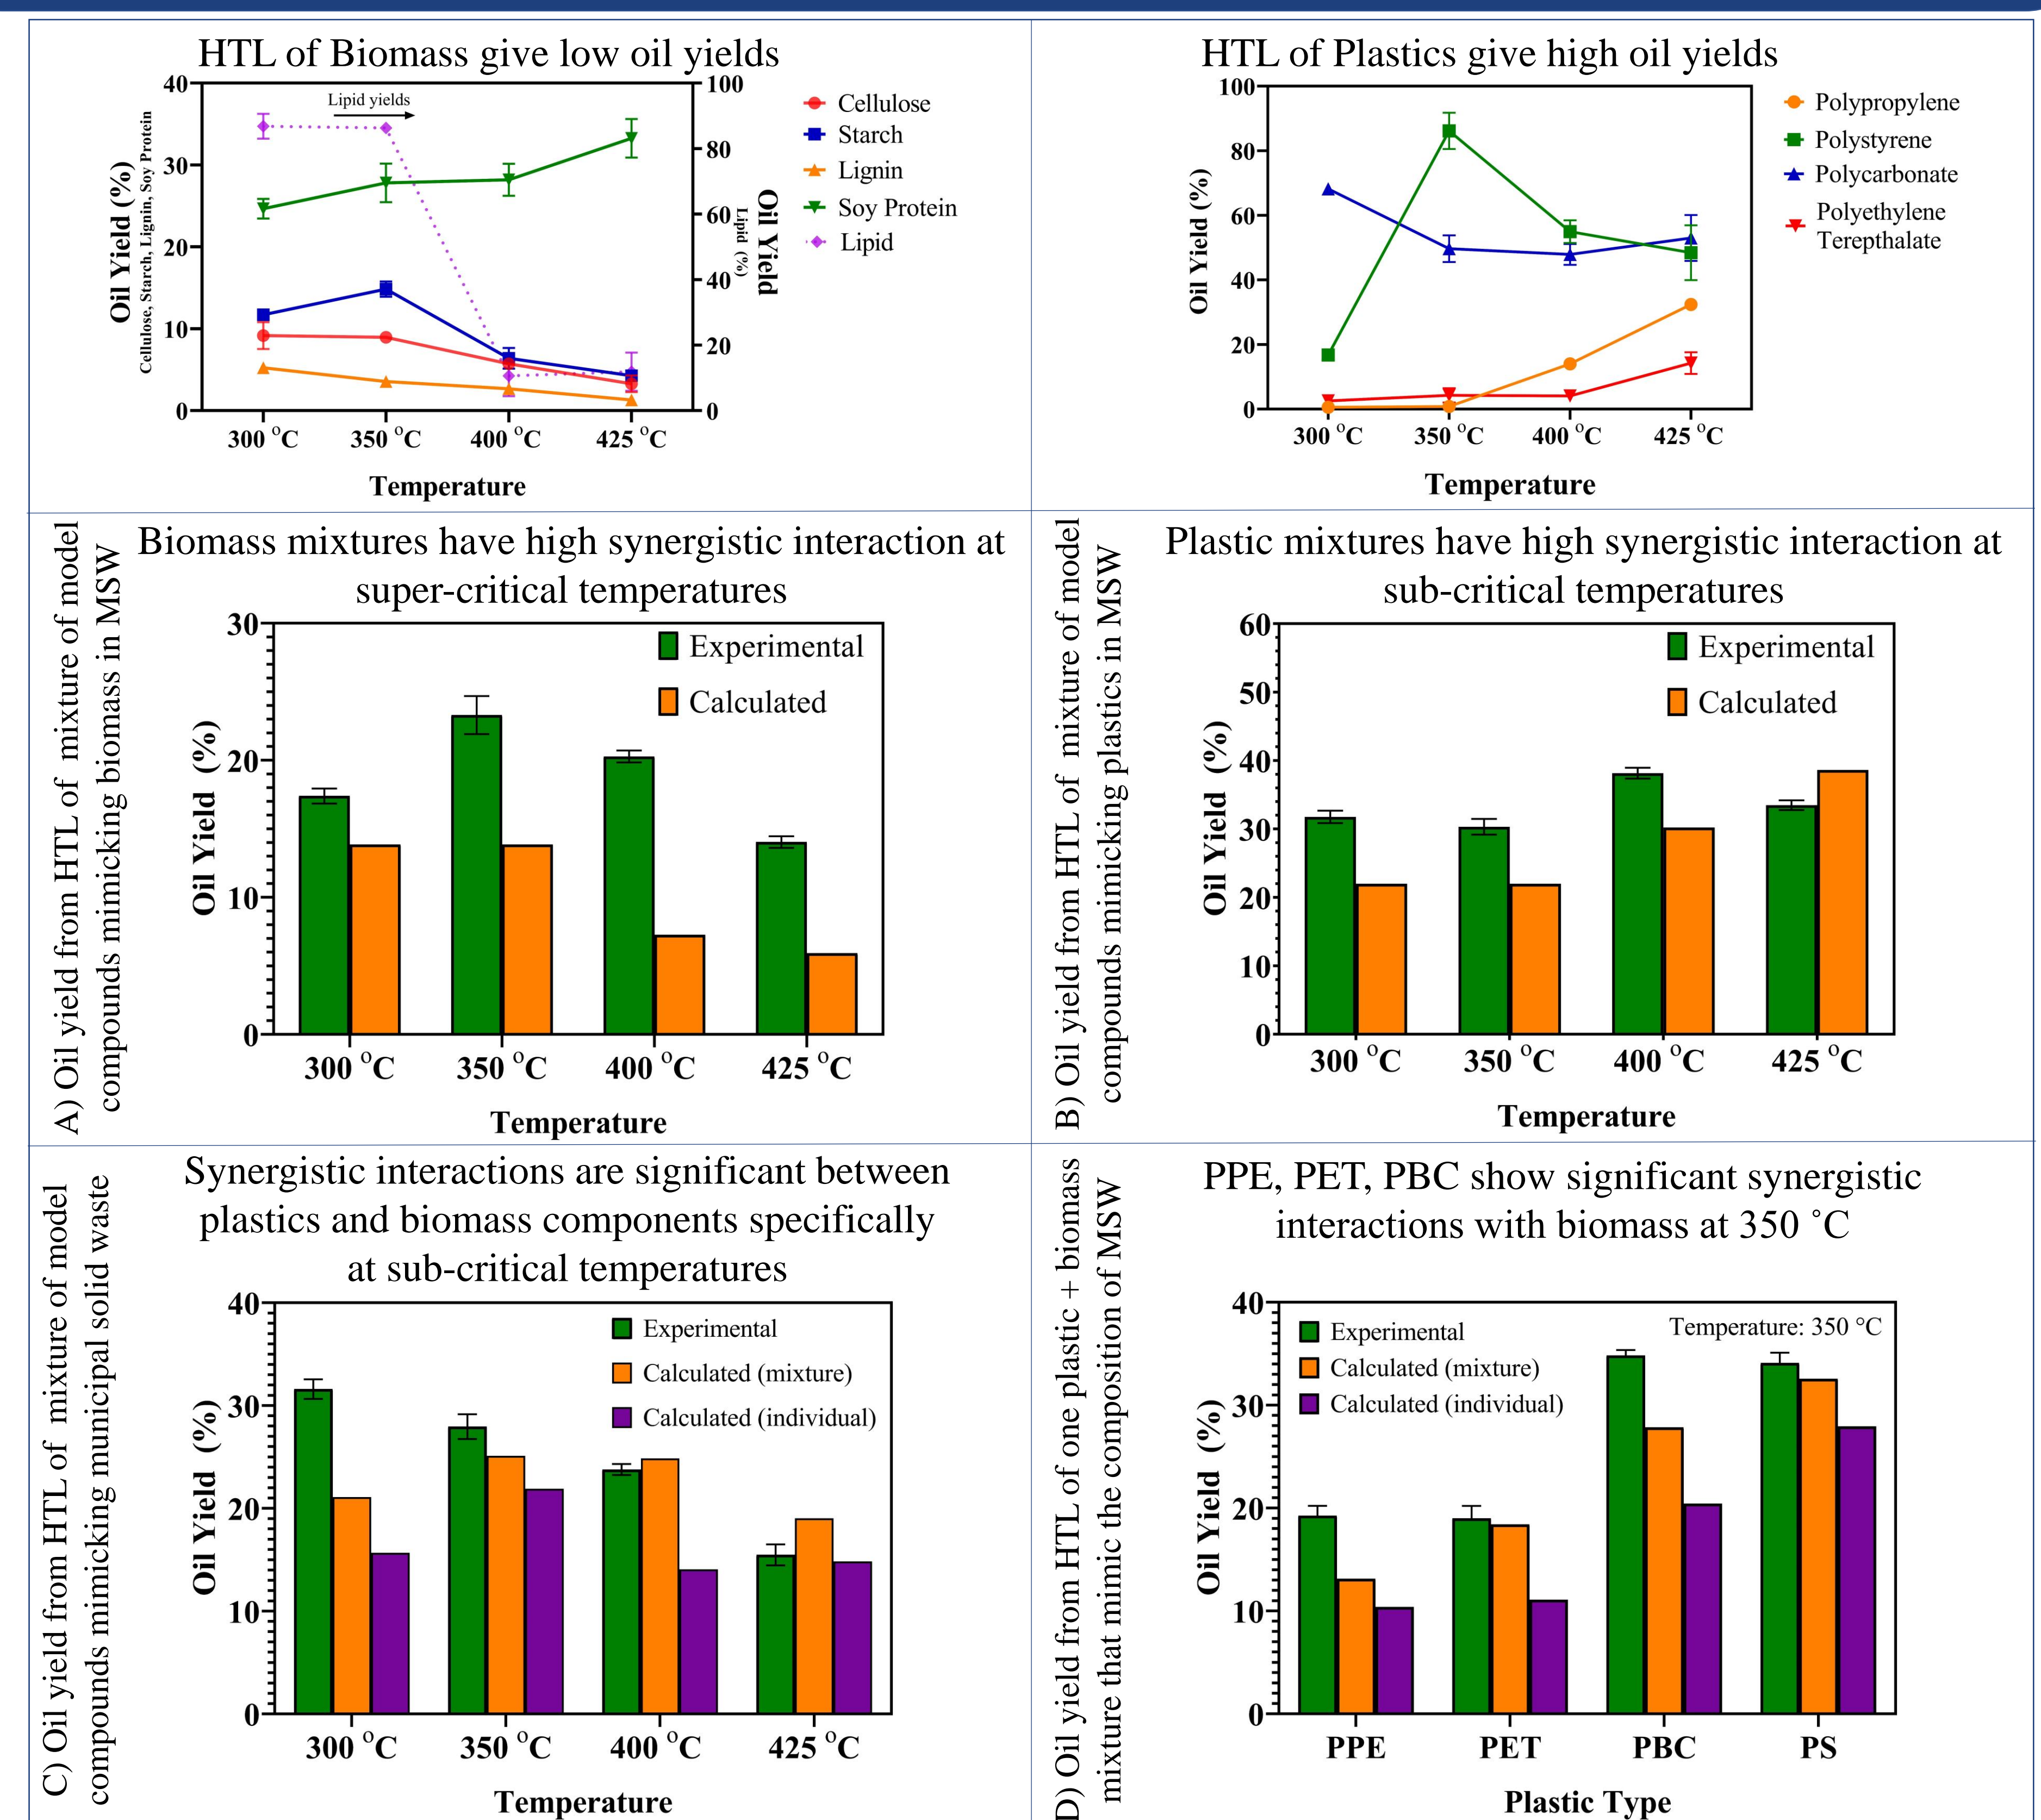 HTL of Biomass give low oil yields
40
30
20
10
0
Oil Yield (%)
Cellulose, Starch, Lignin, Soy Protein
Lipid yields
100
80
60
40
20
0
Oil Yield
Lipid (%)
300 °C
350 °C
400 °C
425 °C
Temperature
Cellulose
Starch
Lignin
Soy Protein
Lipid
HTL of Plastics give high oil yields
100
80
60
40
20
0
Oil Yield (%)
300 °C
350 °C
400 °C
425 °C
Temperature
Polypropylene
Polystyrene
Polycarbonate
Polyethylene
Terepthalate
A) Oil yield from HTL of mixture of model
compounds mimicking biomass in MSW
Biomass mixtures have high synergistic interaction at
super-critical temperatures
30
20
10
0
Oil Yield (%)
Experimental
Calculated
300 °C
350 °C
400 °C
425 °C
Temperature
B) Oil yield from HTL of mixture of model
compounds mimicking plastics in MSW
Plastic mixtures have high synergistic interaction at
sub-critical temperatures
60
50
40
30
20
10
0
Oil Yield (%)
Experimental
Calculated
300 °C
350 °C
400 °C
425 °C
Temperature
C) Oil yield from HTL of mixture of model
compounds mimicking municipal solid waste
Synergistic interactions are significant between
plastics and biomass components specifically
at sub-critical temperatures
40
30
20
10
0
Oil Yield (%)
Experimental
Calculated (mixture)
Calculated (individual)
300 °C
350 °C
400 °C
425 °C
Temperature
D) Oil yield from HTL of one plastic + biomass
mixture that mimic the composition of MSW
PPE, PET, PBC show significant synergistic
interactions with biomass at 350 °C
40
30
20
10
0
Oil Yield (%)
Experimental
Calculated (mixture)
Calculated (individual)
Temperature: 350 °C
PPE
PET
PBC
PS
Plastic Type